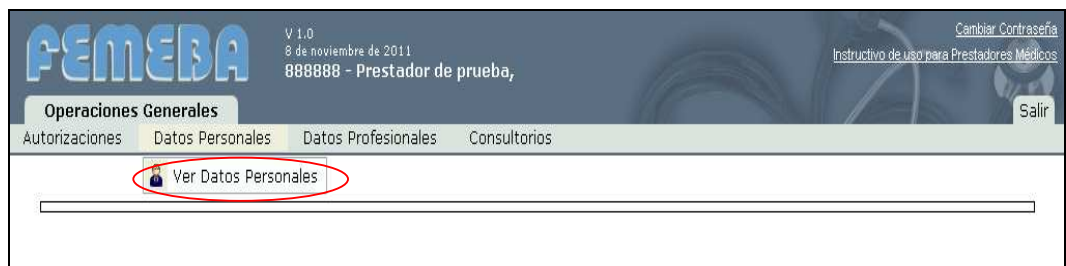 FEMEBA
V 1.0
8 de noviembre de 2011
888888 - Prestador de prueba,
Cambiar Contraseña
Instructivo de uso para Prestadores Médicos
Operaciones Generales
Salir
Autorizaciones Datos Personales Datos Profesionales Consultorios
Ver Datos Personales